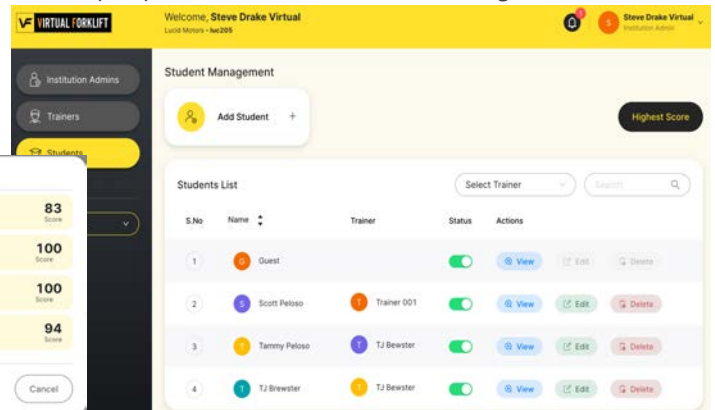 VF VIRTUAL FORKLIFT
Welcome, Steve Drake Virtual
Lucid Motors - luc205
S
Steve Drake Virtual
Institution Admin
Institution Admins
Trainers
Students
Student Management
Add Student +
Highest Score
83
Score
100
Score
100
Score
94
Score
Cancel
Students List
Select Trainer
Search
S.No Name Trainer Status Actions
1 G Guest View Edit Delete
2 S Scott Peloso T Trainer 001 View Edit Delete
3 T Tammy Peloso T TJ Bewster View Edit Delete
4 T TJ Brewster T TJ Bewster View Edit Delete